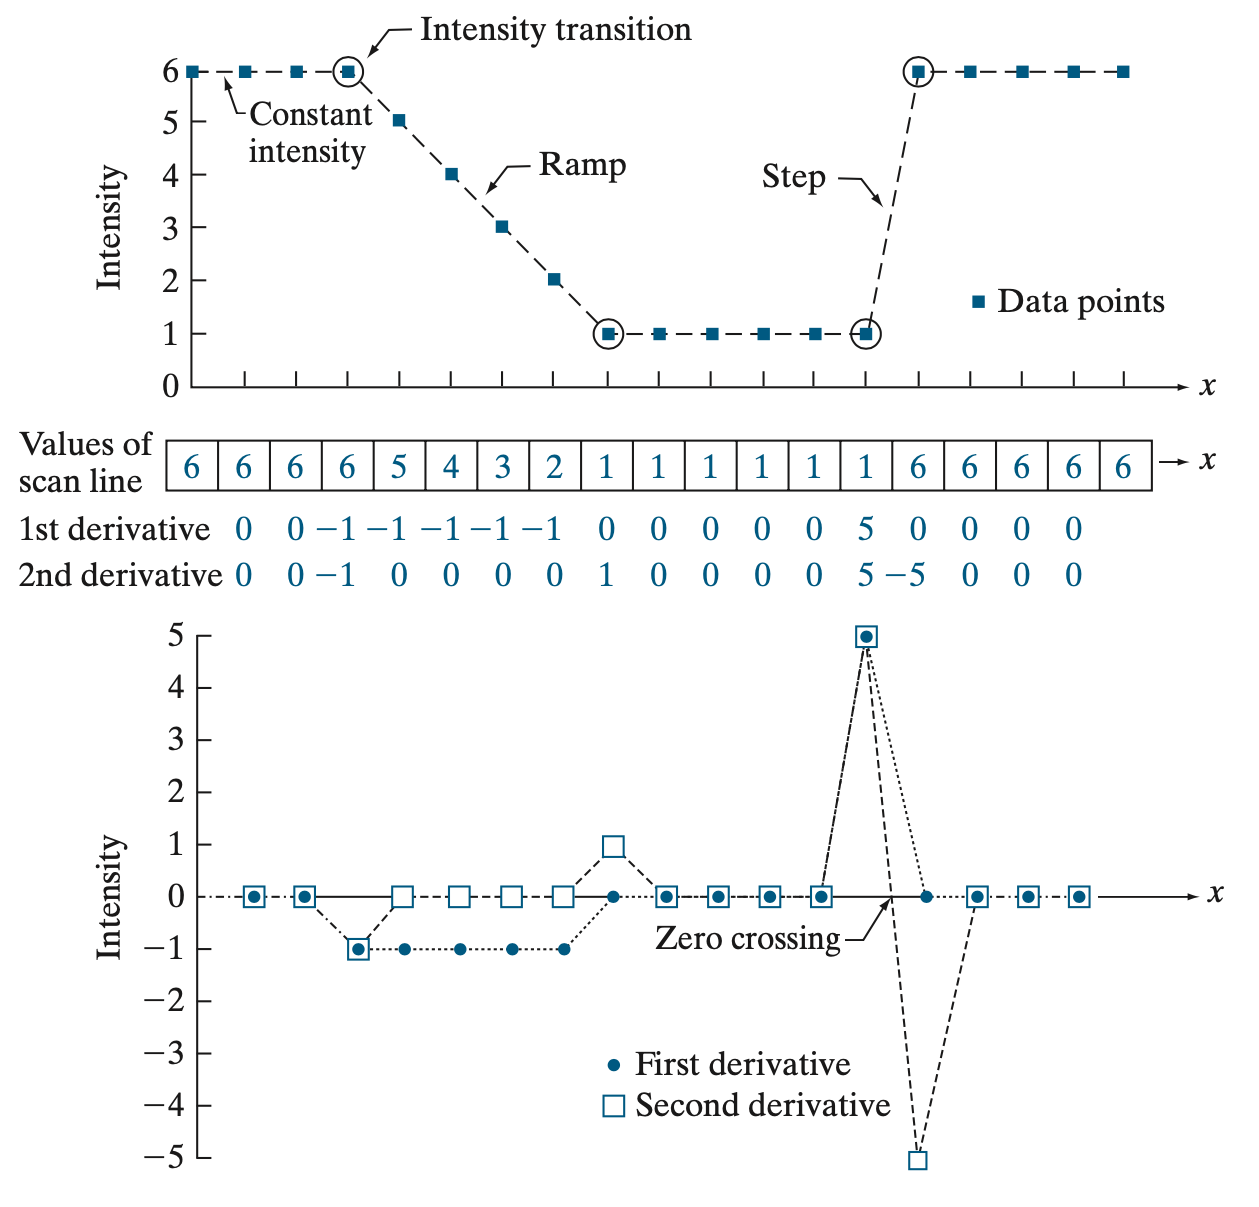 Intensity transition
6
Constant
intensity
5
4
Ramp
Step
3
Intensity
2
Data points
1
0
x
Values of
scan line
6 6 6 6 5 4 3 2 1 1 1 1 1 1 6 6 6 6 6
x
1st derivative 0 0 −1 −1 −1 −1 −1 0 0 0 0 0 5 0 0 0 0
2nd derivative 0 0 −1 0 0 0 0 1 0 0 0 0 5 −5 0 0 0
5
4
3
2
1
0
x
Intensity
Zero crossing
−1
−2
−3
First derivative
−4
Second derivative
−5